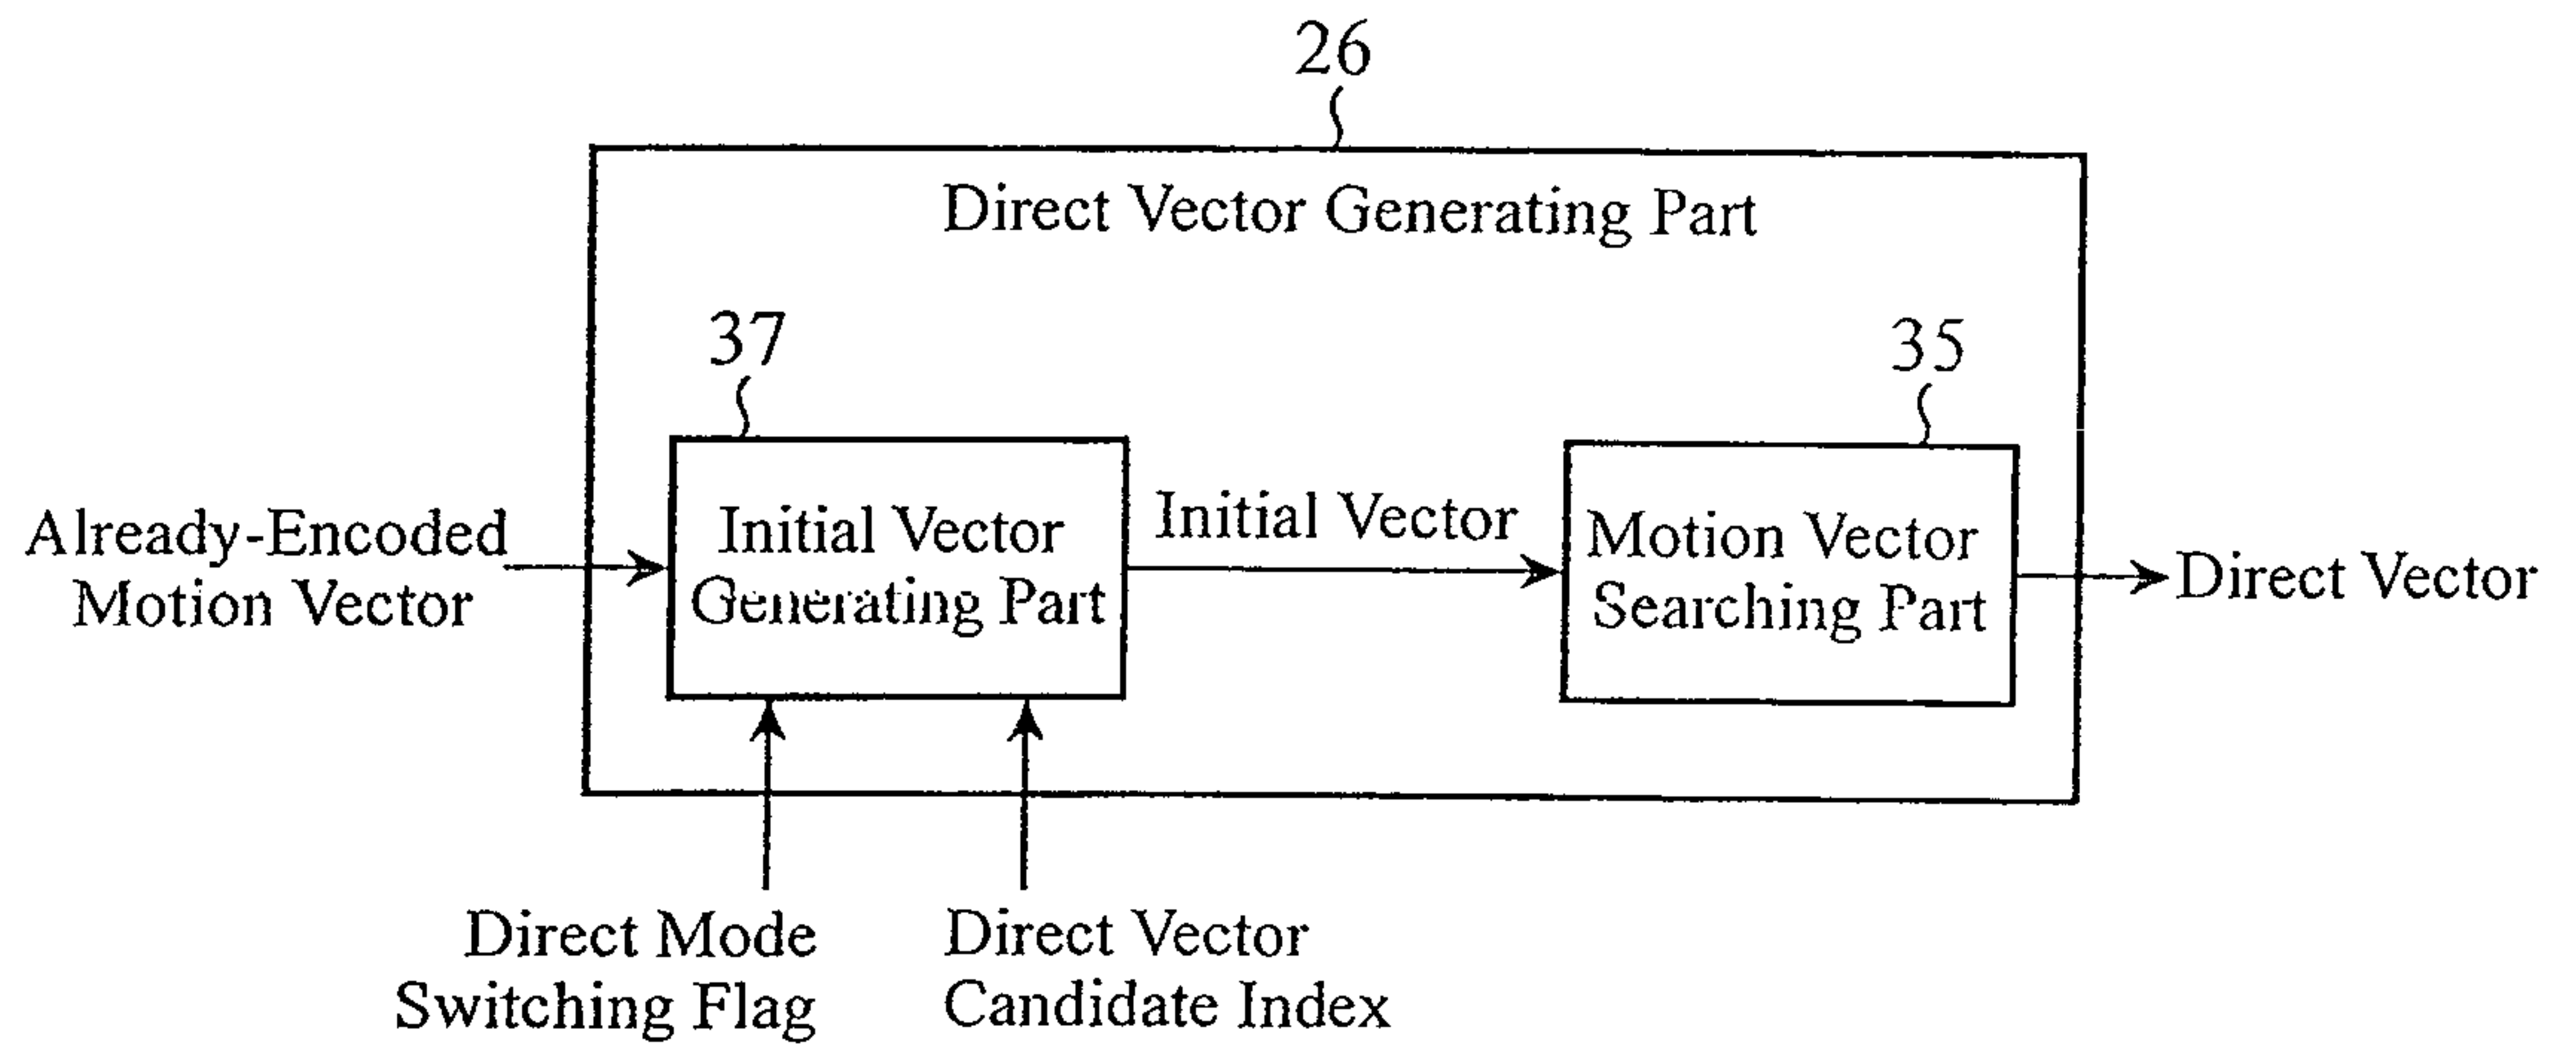 26
Direct Vector Generating Part
37
35
Already-Encoded
Motion Vector
Initial Vector
Generating Part
Initial Vector
Motion Vector
Searching Part
Direct Vector
Direct Mode
Switching Flag
Direct Vector
Candidate Index